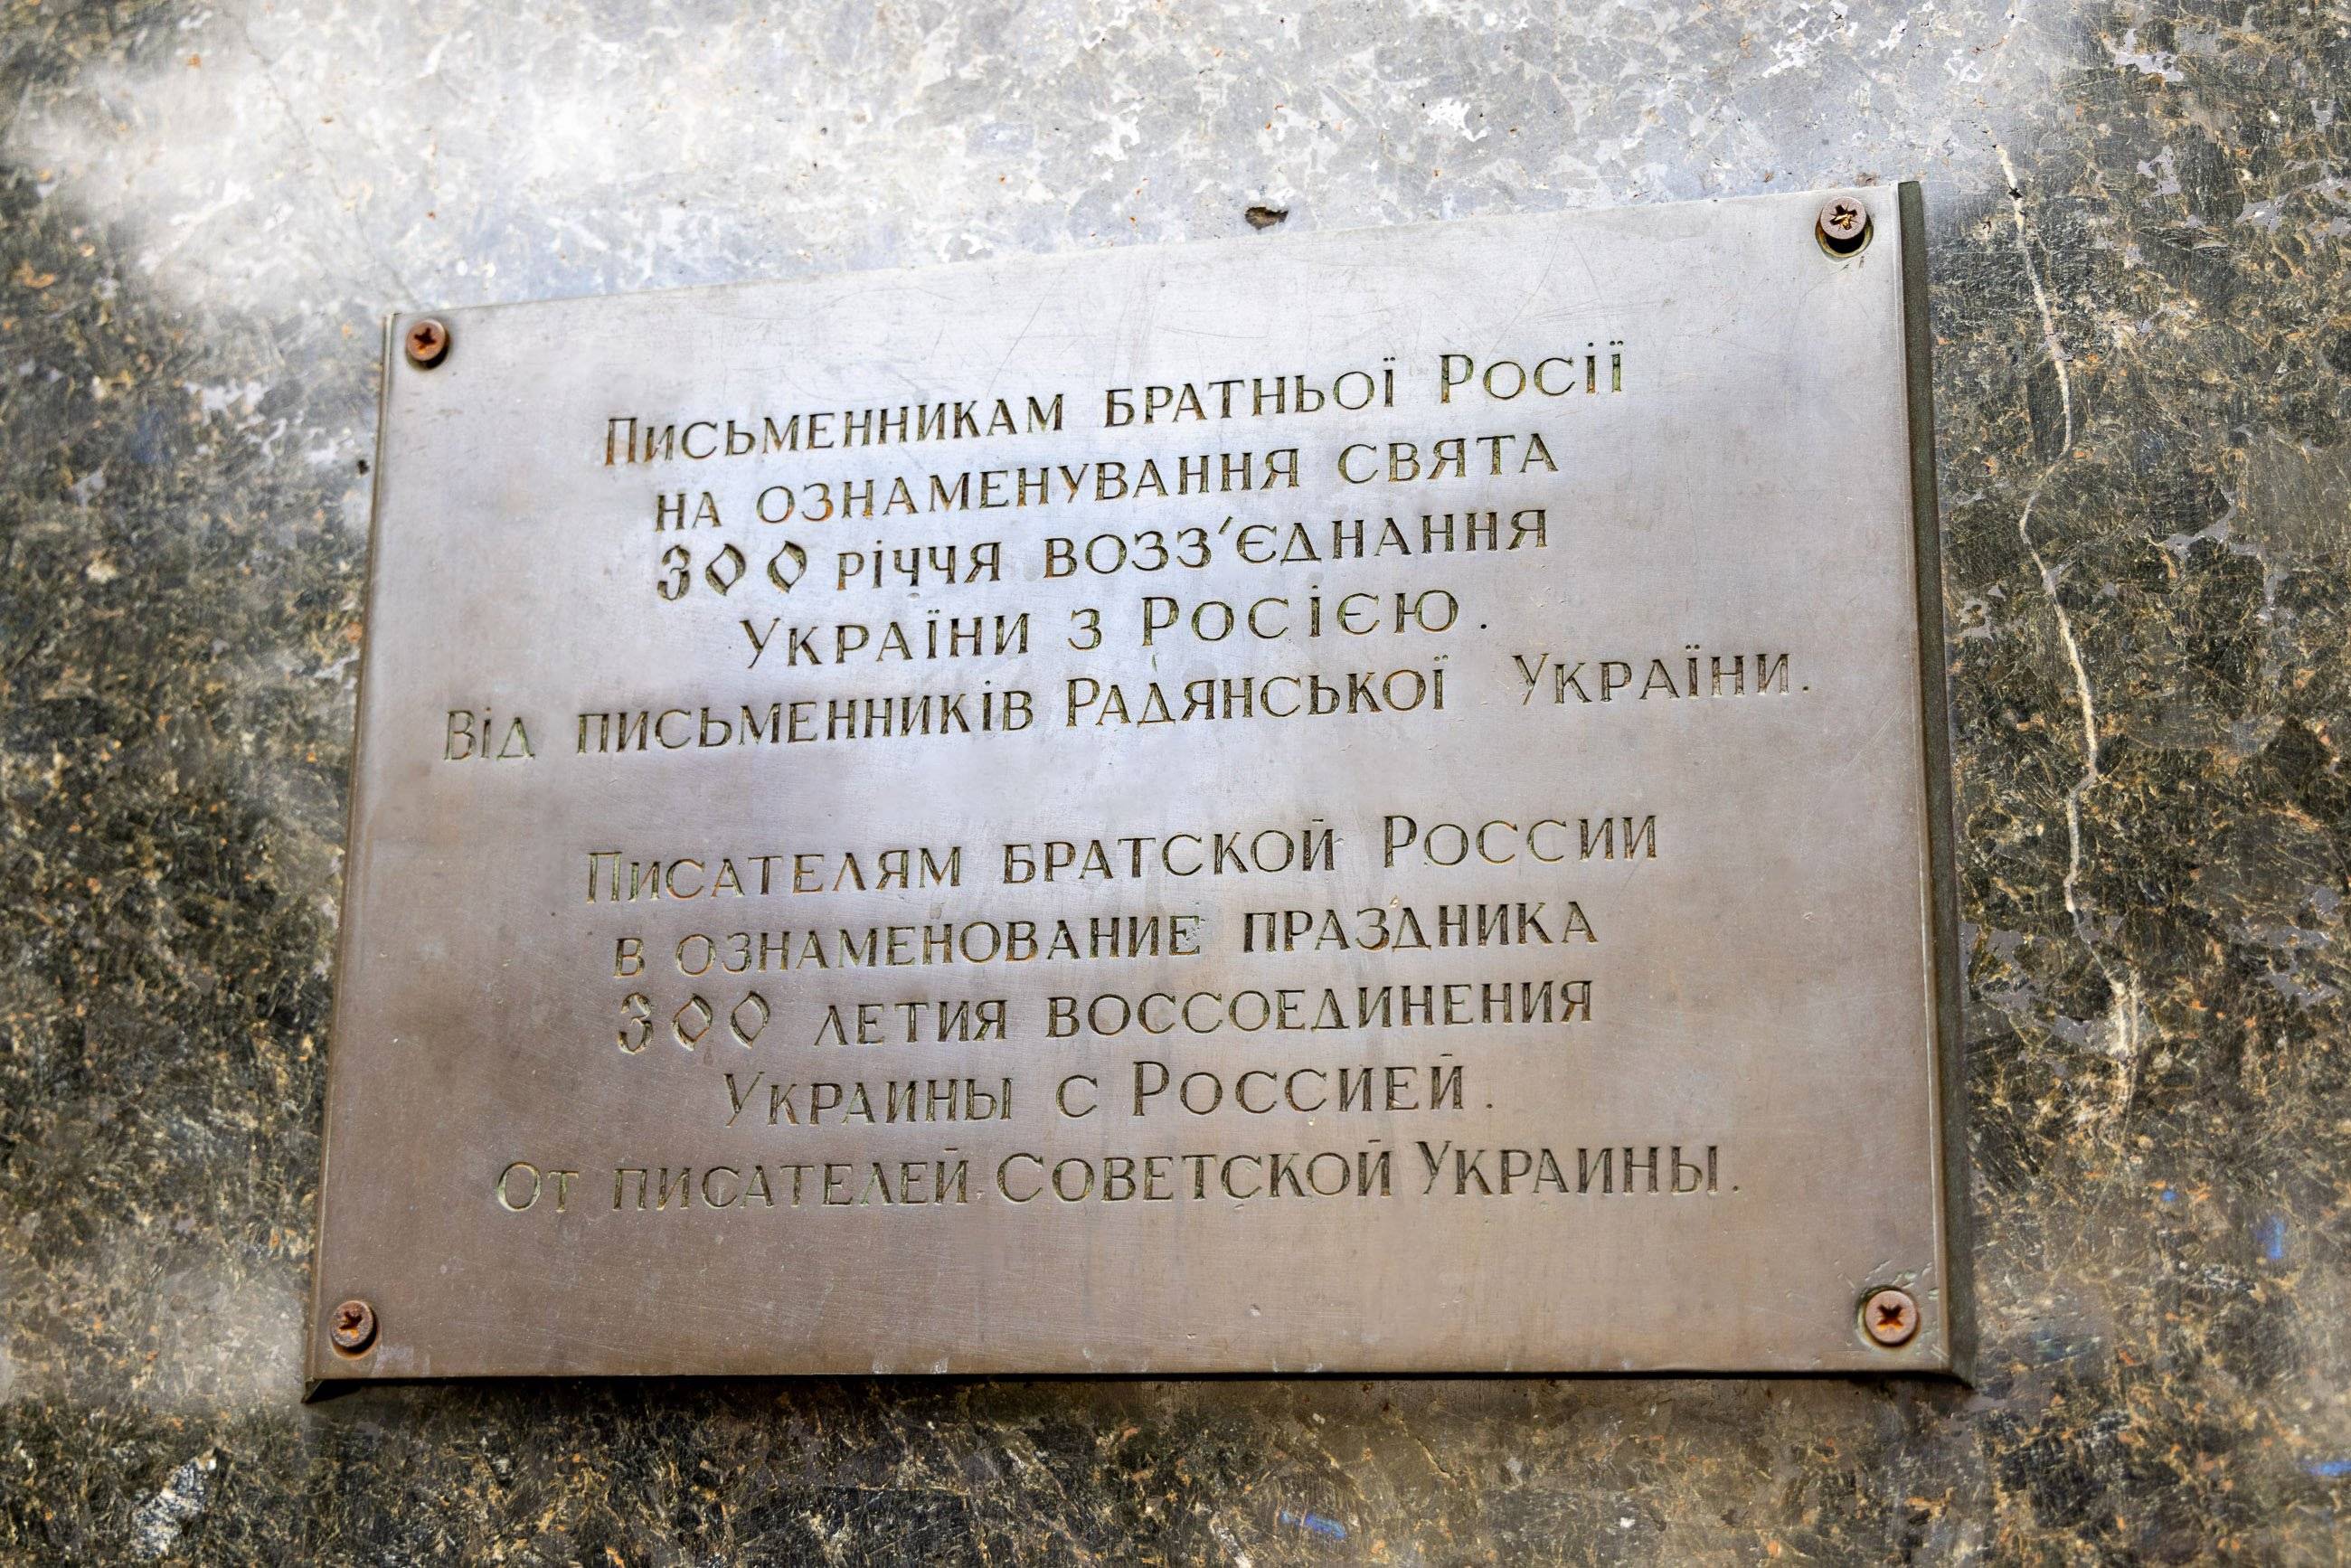 Письменникам братньої Росії
на ознаменування свята
300 річчя возз'єднання
України з Росією.
Від письменників Радянської України.
Писателям братской России
в ознаменование праздника
300 летия воссоединения
Украины с Россией.
От писателей Советской Украины.